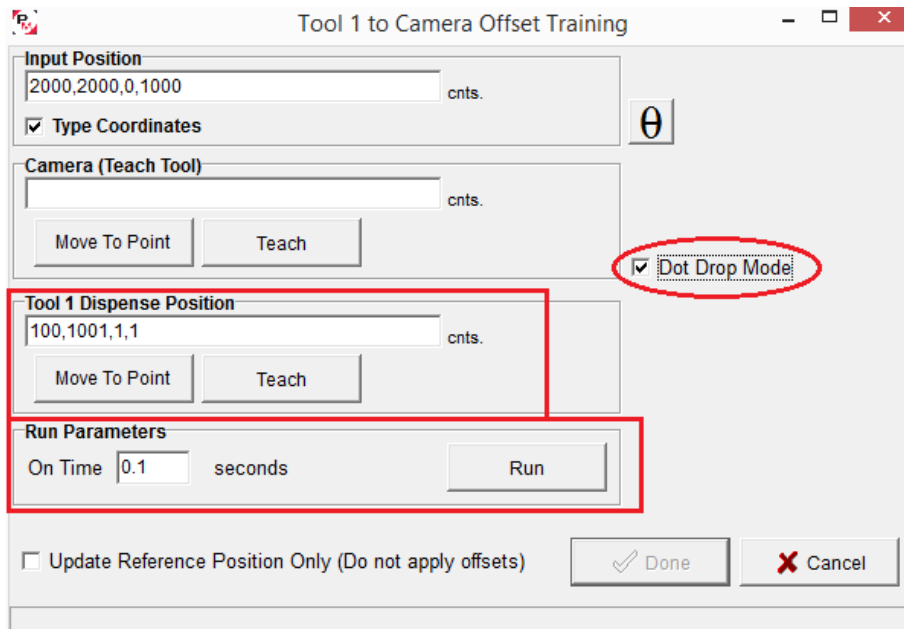 Tool 1 to Camera Offset Training
Input Position
2000,2000,0,1000 cnts.
Type Coordinates
θ
Camera (Teach Tool)
cnts.
Move To Point Teach
Dot Drop Mode
Tool 1 Dispense Position
100,1001,1,1 cnts.
Move To Point Teach
Run Parameters
On Time 0.1 seconds Run
Update Reference Position Only (Do not apply offsets) Done Cancel